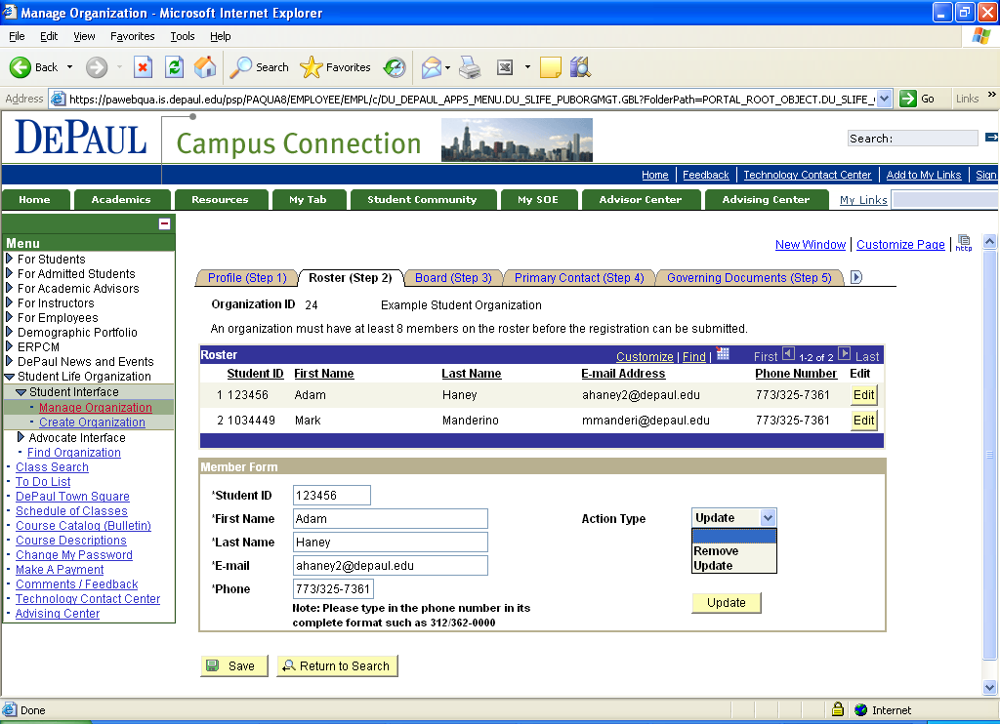 Manage Organization - Microsoft Internet Explorer
File Edit View Favorites Tools Help
Back Search Favorites
Address https://pawebqua.is.depaul.edu/psp/PAQUA8/EMPLOYEE/EMPL/c/DU_DEPAUL_APPS_MENU.DU_SLIFE_PUBORGMGT.GBL?FolderPath=PORTAL_ROOT_OBJECT.DU_SLIFE_ Go Links »
DEPAUL Campus Connection Search:
Home Feedback Technology Contact Center Add to My Links Sign
Home Academics Resources My Tab Student Community My SOE Advisor Center Advising Center My Links
Menu
For Students
For Admitted Students
For Academic Advisors
For Instructors
For Employees
Demographic Portfolio
ERPCM
DePaul News and Events
Student Life Organization
Student Interface
- Manage Organization
- Create Organization
Advocate Interface
- Find Organization
- Class Search
- To Do List
- DePaul Town Square
- Schedule of Classes
- Course Catalog (Bulletin)
- Course Descriptions
- Change My Password
- Make A Payment
- Comments / Feedback
- Technology Contact Center
- Advising Center
New Window | Customize Page | http
Profile (Step 1) Roster (Step 2) Board (Step 3) Primary Contact (Step 4) Governing Documents (Step 5)
Organization ID 24 Example Student Organization
An organization must have at least 8 members on the roster before the registration can be submitted.
Roster Customize | Find | First 1-2 of 2 Last
Student ID First Name Last Name E-mail Address Phone Number Edit
1 123456 Adam Haney ahaney2@depaul.edu 773/325-7361 Edit
2 1034449 Mark Manderino mmanderi@depaul.edu 773/325-7361 Edit
Member Form
*Student ID 123456
*First Name Adam Action Type Update
*Last Name Haney
Remove
*E-mail ahaney2@depaul.edu Update
*Phone 773/325-7361
Update
Note: Please type in the phone number in its
complete format such as 312/362-0000
Save Return to Search
Done Internet